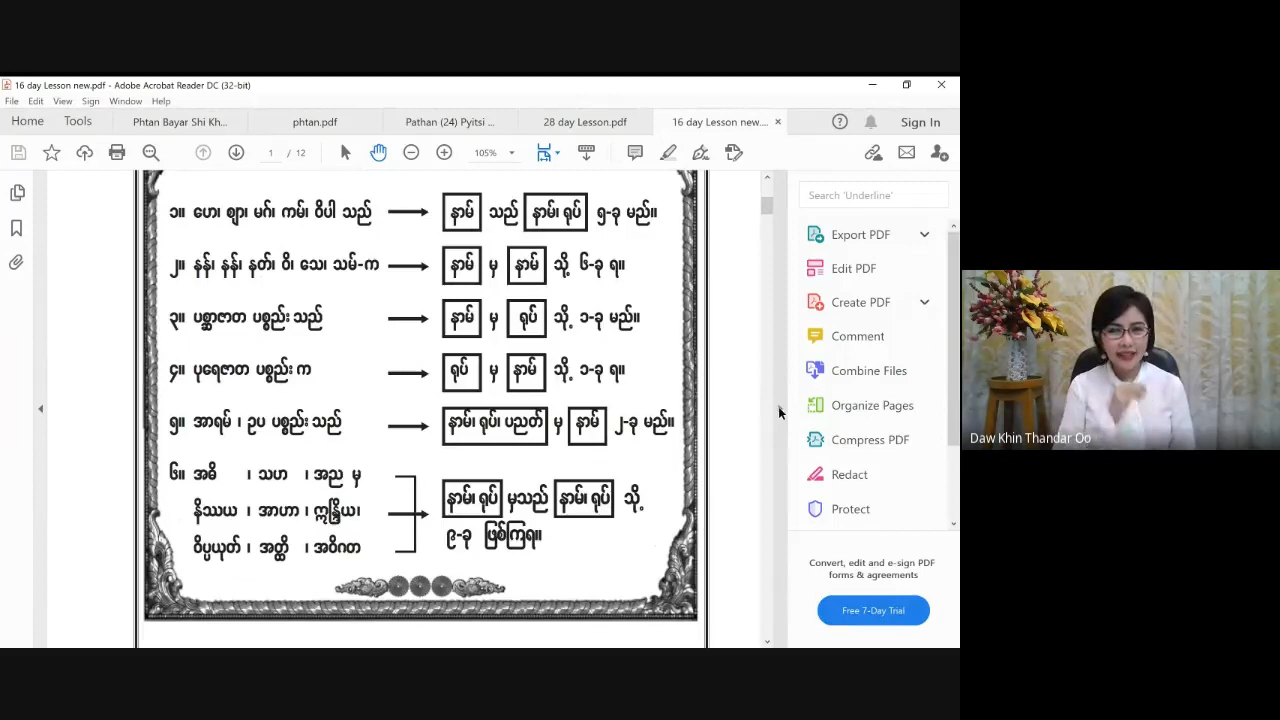 16 day Lesson new.pdf - Adobe Acrobat Reader DC (32-bit)
File Edit View Sign Window Help
Home Tools Phtan Bayar Shi Kh... phtan.pdf Pathan (24) Pyitsi ... 28 day Lesson.pdf 16 day Lesson new.... × Sign In
1 / 12 105%
၁။ ဟေ၊ ဈာ၊ မဂ်၊ ကမ်၊ ဝိပါ သည် နာမ် သည် နာမ်၊ ရုပ် ၅-ခု မည်။
၂။ နန်၊ နန်၊ နတ်၊ ဝိ၊ သေ၊ သမ်-က နာမ် မှ နာမ် သို့ ၆-ခု ရ။
၃။ ပစ္ဆာဇာတ ပစ္စည်း သည် နာမ် မှ ရုပ် သို့ ၁-ခု မည်။
၄။ ပုရေဇာတ ပစ္စည်း က ရုပ် မှ နာမ် သို့ ၁-ခု ရ။
၅။ အာရမ် ၊ ဥပ ပစ္စည်း သည် နာမ်၊ ရုပ်၊ ပညတ် မှ နာမ် ၂-ခု မည်။
၆။ အဓိ ၊ သဟ ၊ အည မှ
နိဿယ ၊ အာဟာ ၊ ဣန္ဒြိယ၊
ဝိပ္ပယုတ် ၊ အတ္ထိ ၊ အဝိဂတ
နာမ်၊ ရုပ် မှသည် နာမ်၊ ရုပ် သို့
၉-ခု ဖြစ်ကြရ။
Search 'Underline'
Export PDF
Edit PDF
Create PDF
Comment
Combine Files
Organize Pages
Compress PDF
Redact
Protect
Convert, edit and e-sign PDF
forms & agreements
Free 7-Day Trial
Daw Khin Thandar Oo